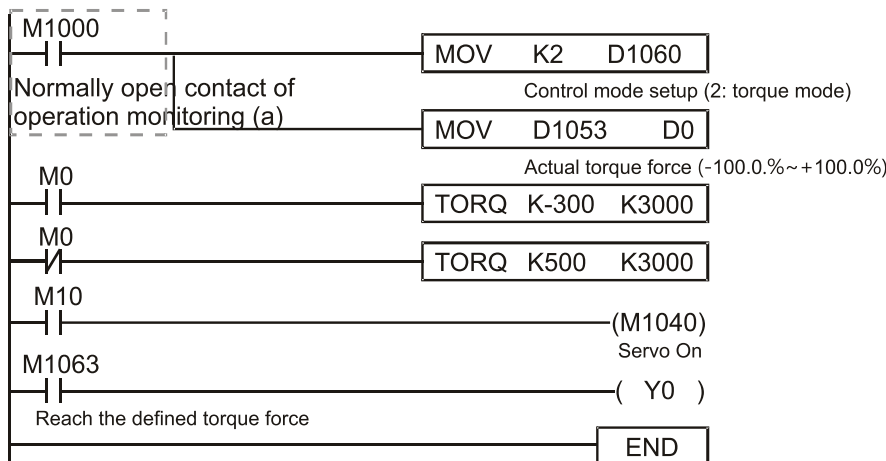 M1000
MOV K2 D1060
Normally open contact of
operation monitoring (a)
Control mode setup (2: torque mode)
MOV D1053 D0
Actual torque force (-100.0.%~+100.0%)
M0
TORQ K-300 K3000
M0
TORQ K500 K3000
M10
(M1040)
Servo On
M1063
( Y0 )
Reach the defined torque force
END